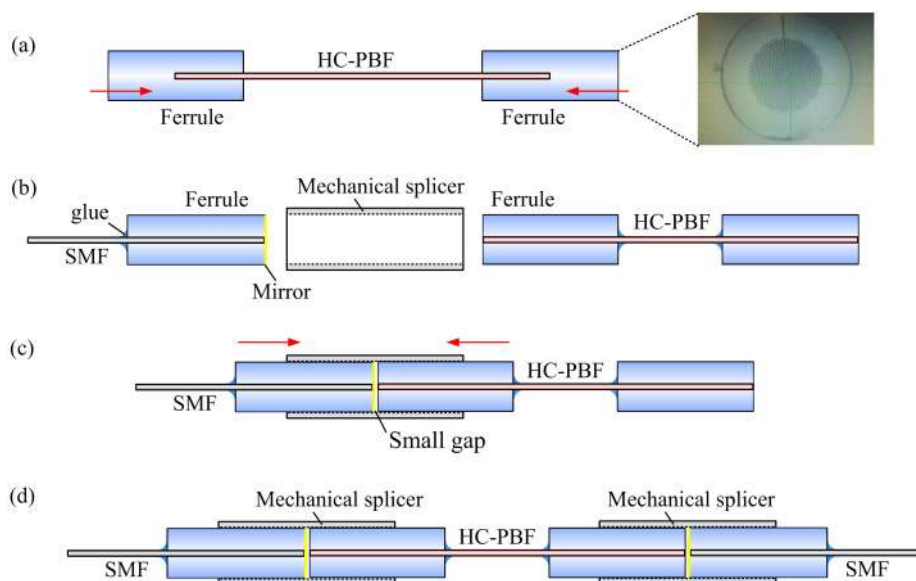 (a)
HC-PBF
Ferrule
Ferrule
(b)
Mechanical splicer
Ferrule
Ferrule
glue
HC-PBF
SMF
Mirror
(c)
HC-PBF
SMF
Small gap
(d)
Mechanical splicer
Mechanical splicer
HC-PBF
SMF
SMF